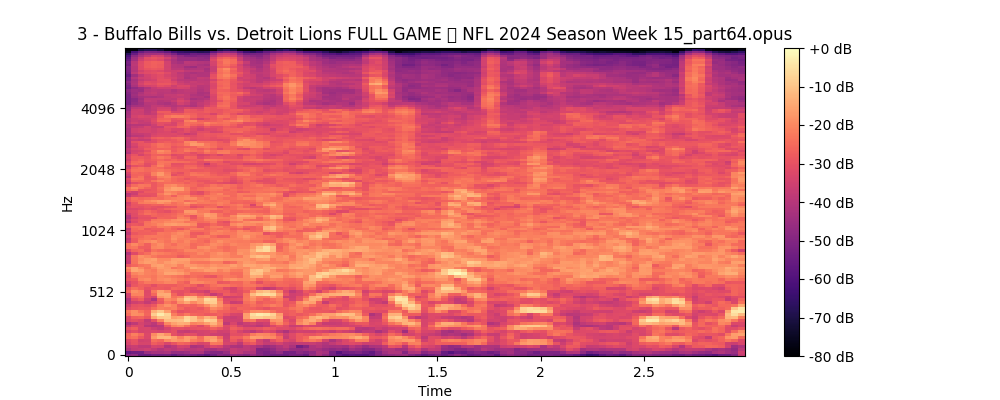 3 - Buffalo Bills vs. Detroit Lions FULL GAME ▯ NFL 2024 Season Week 15_part64.opus
Hz
4096
2048
1024
512
0
0 0.5 1 1.5 2 2.5
Time
+0 dB
-10 dB
-20 dB
-30 dB
-40 dB
-50 dB
-60 dB
-70 dB
-80 dB